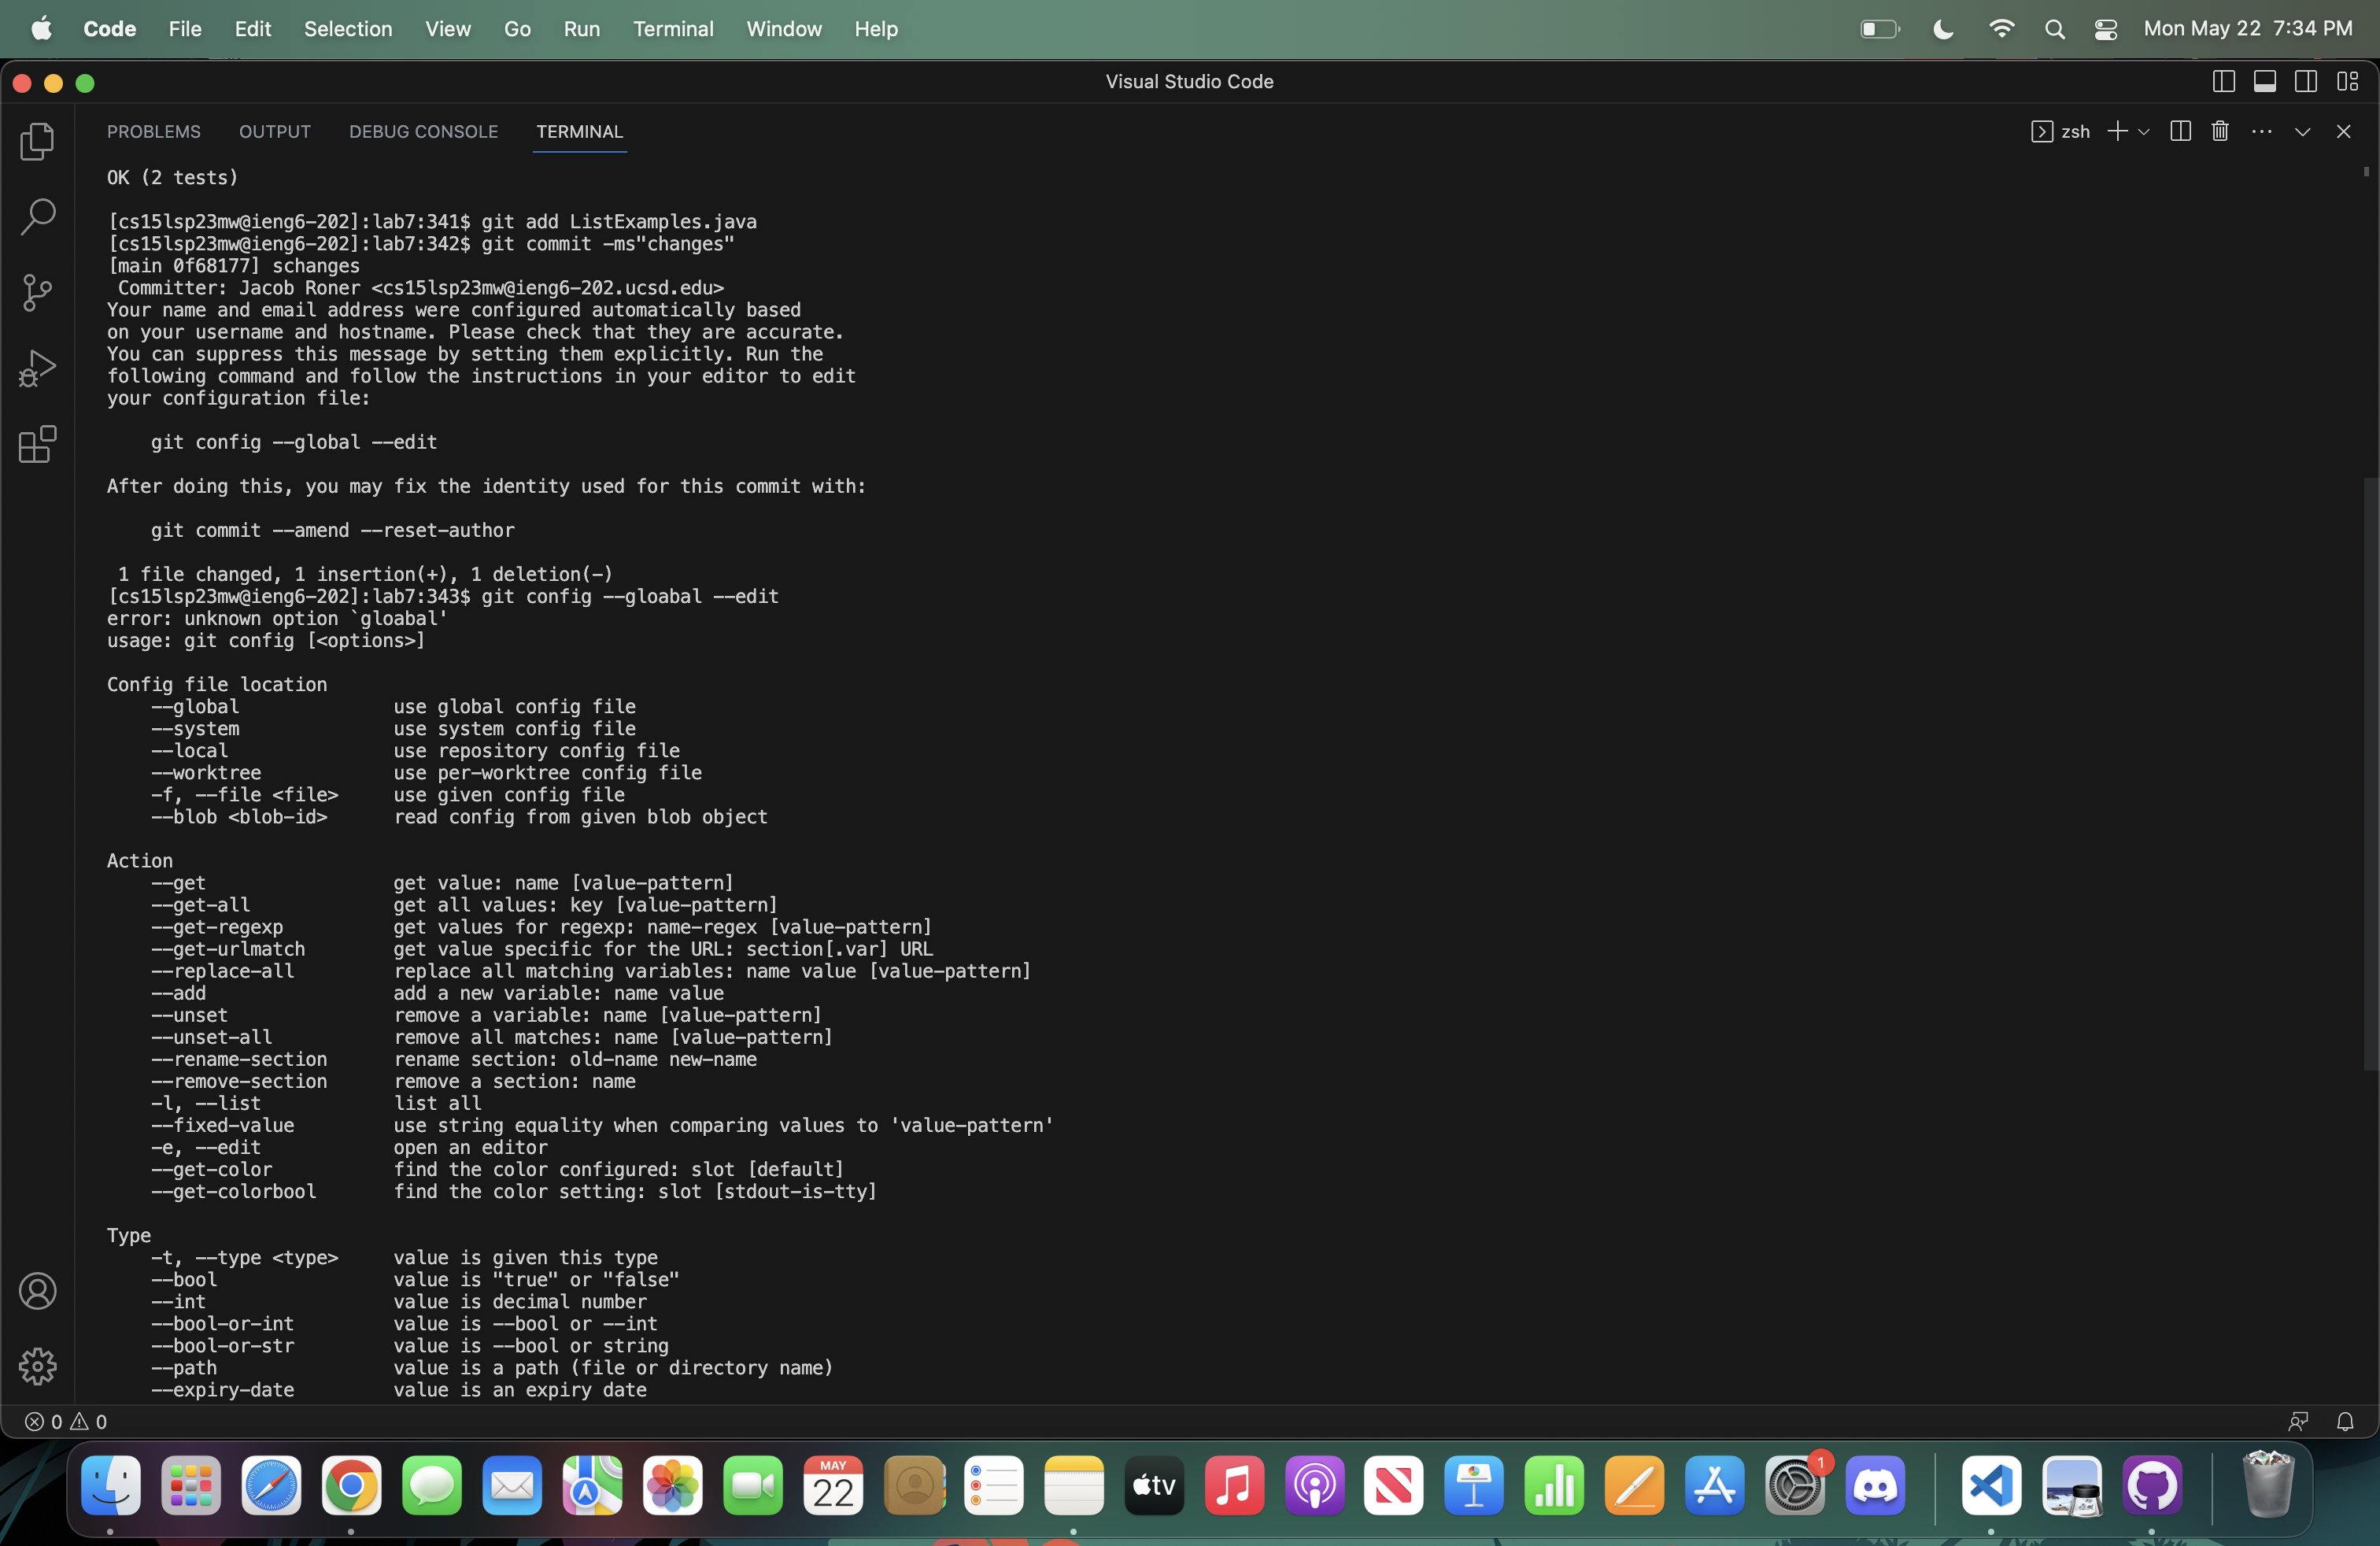 Code File Edit Selection View Go Run Terminal Window Help Mon May 22 7:34 PM
Visual Studio Code
PROBLEMS OUTPUT DEBUG CONSOLE TERMINAL zsh
OK (2 tests)
[cs15lsp23mw@ieng6-202]:lab7:341$ git add ListExamples.java
[cs15lsp23mw@ieng6-202]:lab7:342$ git commit -ms"changes"
[main 0f68177] schanges
Committer: Jacob Roner <cs15lsp23mw@ieng6-202.ucsd.edu>
Your name and email address were configured automatically based
on your username and hostname. Please check that they are accurate.
You can suppress this message by setting them explicitly. Run the
following command and follow the instructions in your editor to edit
your configuration file:
git config --global --edit
After doing this, you may fix the identity used for this commit with:
git commit --amend --reset-author
1 file changed, 1 insertion(+), 1 deletion(-)
[cs15lsp23mw@ieng6-202]:lab7:343$ git config --gloabal --edit
error: unknown option `gloabal'
usage: git config [<options>]
Config file location
--global use global config file
--system use system config file
--local use repository config file
--worktree use per-worktree config file
-f, --file <file> use given config file
--blob <blob-id> read config from given blob object
Action
--get get value: name [value-pattern]
--get-all get all values: key [value-pattern]
--get-regexp get values for regexp: name-regex [value-pattern]
--get-urlmatch get value specific for the URL: section[.var] URL
--replace-all replace all matching variables: name value [value-pattern]
--add add a new variable: name value
--unset remove a variable: name [value-pattern]
--unset-all remove all matches: name [value-pattern]
--rename-section rename section: old-name new-name
--remove-section remove a section: name
-l, --list list all
--fixed-value use string equality when comparing values to 'value-pattern'
-e, --edit open an editor
--get-color find the color configured: slot [default]
--get-colorbool find the color setting: slot [stdout-is-tty]
Type
-t, --type <type> value is given this type
--bool value is "true" or "false"
--int value is decimal number
--bool-or-int value is --bool or --int
--bool-or-str value is --bool or string
--path value is a path (file or directory name)
--expiry-date value is an expiry date
0 0
MAY
22
tv
1